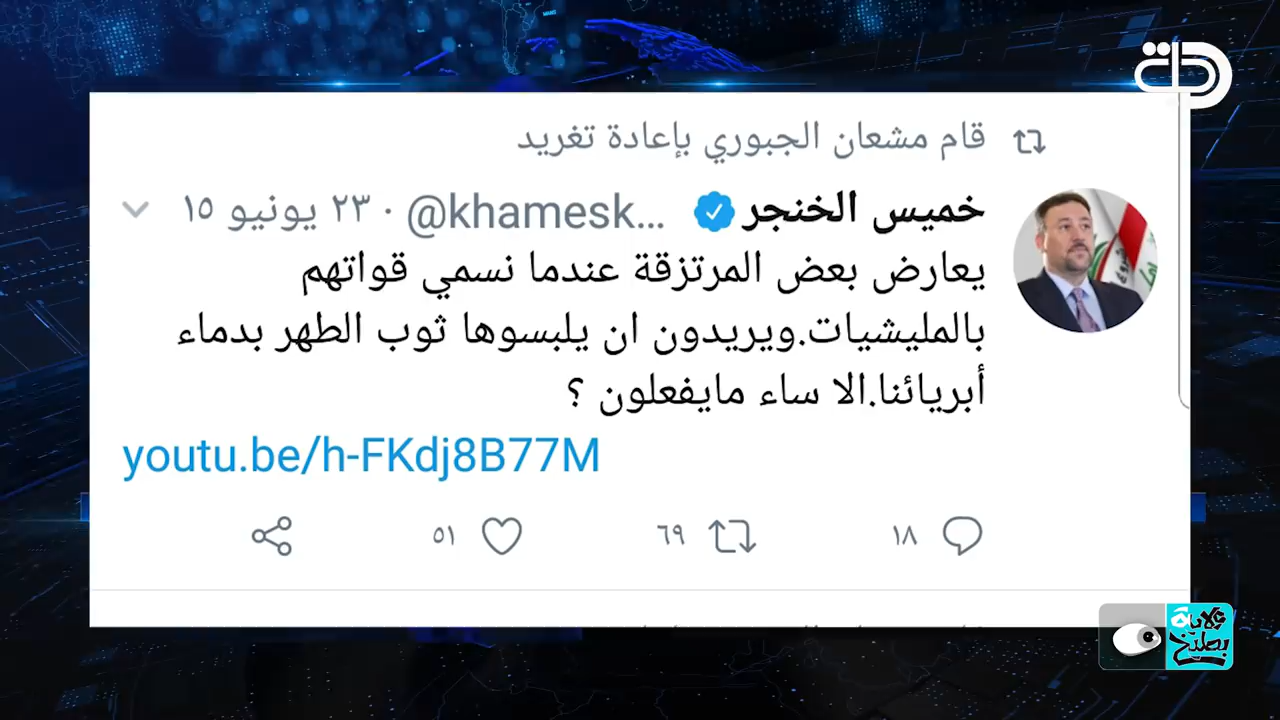 دجلة
قام مشعان الجبوري بإعادة تغريد
خميس الخنجر @khamesk... · ٢٣ يونيو ١٥
يعارض بعض المرتزقة عندما نسمي قواتهم
بالمليشيات.ويريدون ان يلبسوها ثوب الطهر بدماء
أبريائنا.الا ساء مايفعلون ؟
youtu.be/h-FKdj8B77M
١٨ ٦٩ ٥١